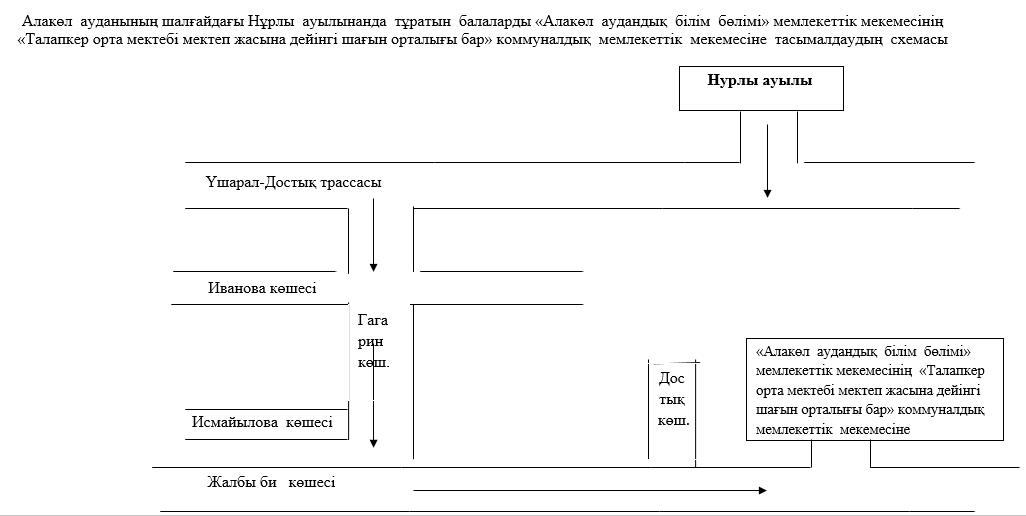 Алакөл ауданының шалғайдағы Нұрлы ауылынанда тұратын балаларды «Алакөл аудандық білім бөлімі» мемлекеттік мекемесінің
«Талапкер орта мектебі мектеп жасына дейінгі шағын орталығы бар» коммуналдық мемлекеттік мекемесіне тасымалдаудың схемасы
Нурлы ауылы
Үшарал-Достық трассасы
Иванова көшесі
Гага
рин
көш.
«Алакөл аудандық білім бөлімі»
мемлекеттік мекемесінің «Талапкер
орта мектебі мектеп жасына дейінгі
шағын орталығы бар» коммуналдық
мемлекеттік мекемесіне
Дос
тық
көш.
Исмайылова көшесі
Жалбы би көшесі